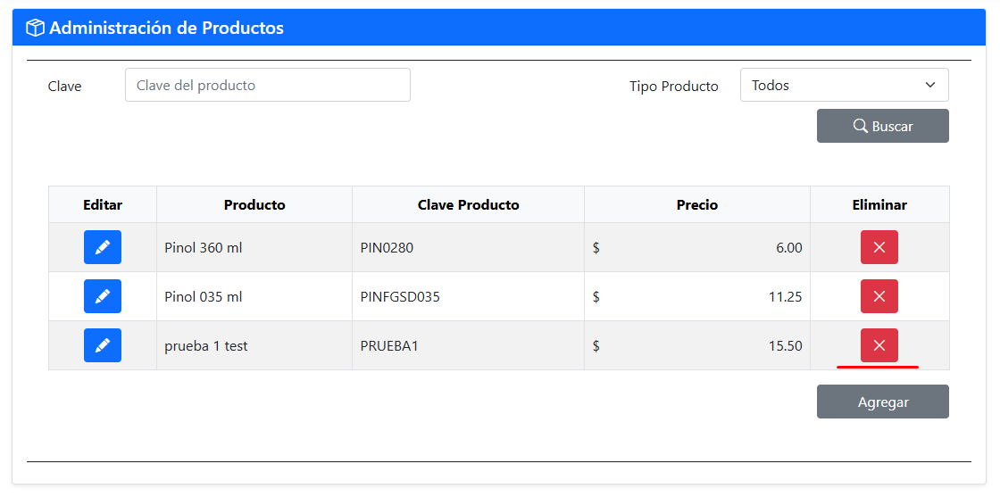 Administración de Productos
Clave Clave del producto Tipo Producto Todos
Buscar
Editar Producto Clave Producto Precio Eliminar
Pinol 360 ml PIN0280 $ 6.00
Pinol 035 ml PINFGSD035 $ 11.25
prueba 1 test PRUEBA1 $ 15.50
Agregar